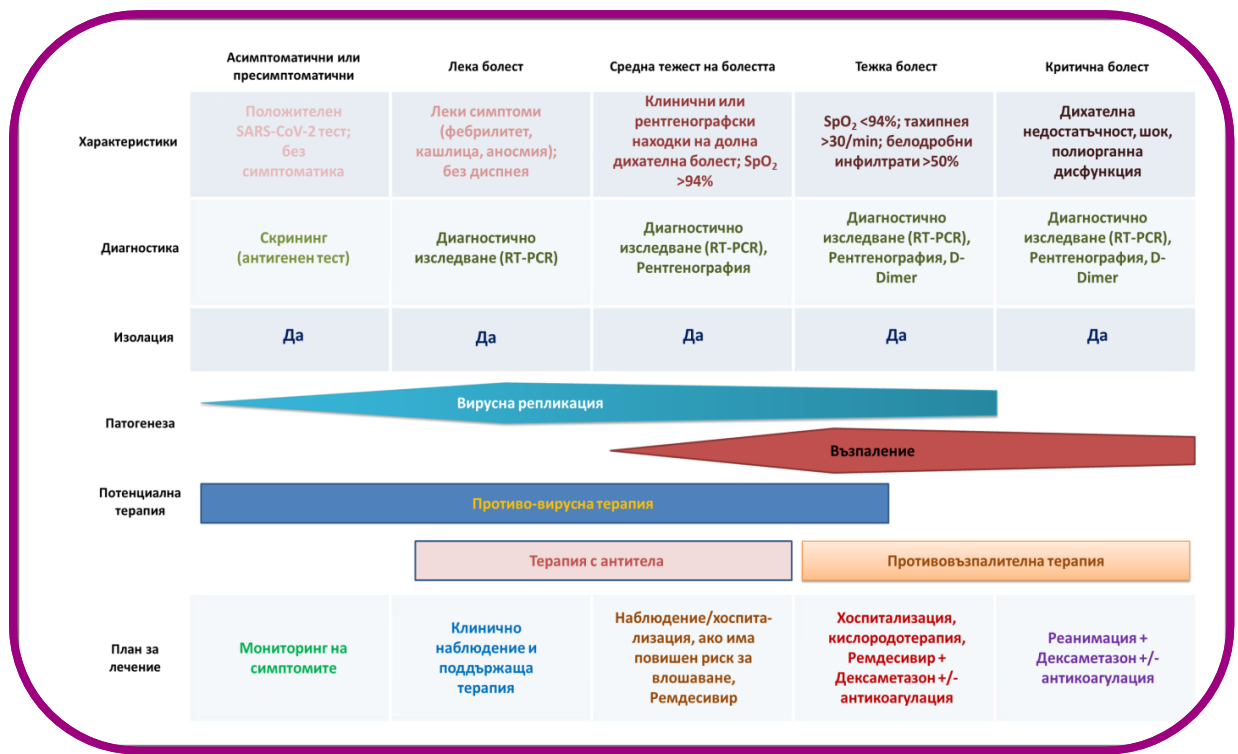 Асимптоматични или
пресимптоматични
Лека болест
Средна тежест на болестта
Тежка болест
Критична болест
Характеристики
Положителен
SARS-CoV-2 тест;
без
симптоматика
Леки симптоми
(фебрилитет,
кашлица, аносмия);
без диспнея
Клинични или
рентгенографски
находки на долна
дихателна болест; SpO₂
>94%
SpO₂ <94%; тахипнея
>30/min; белодробни
инфилтрати >50%
Дихателна
недостатъчност, шок,
полиорганна
дисфункция
Диагностика
Скрининг
(антигенен тест)
Диагностично
изследване (RT-PCR)
Диагностично
изследване (RT-PCR),
Рентгенография
Диагностично
изследване (RT-PCR),
Рентгенография, D-
Dimer
Диагностично
изследване (RT-PCR),
Рентгенография, D-
Dimer
Изолация
Да
Да
Да
Да
Да
Патогенеза
Вирусна репликация
Възпаление
Потенциална
терапия
Противо-вирусна терапия
Терапия с антитела
Противовъзпалителна терапия
План за
лечение
Мониторинг на
симптомите
Клинично
наблюдение и
поддържаща
терапия
Наблюдение/хоспита-
лизация, ако има
повишен риск за
влошаване,
Ремдесивир
Хоспитализация,
кислородотерапия,
Ремдесивир +
Дексаметазон +/-
антикоагулация
Реанимация +
Дексаметазон +/-
антикоагулация